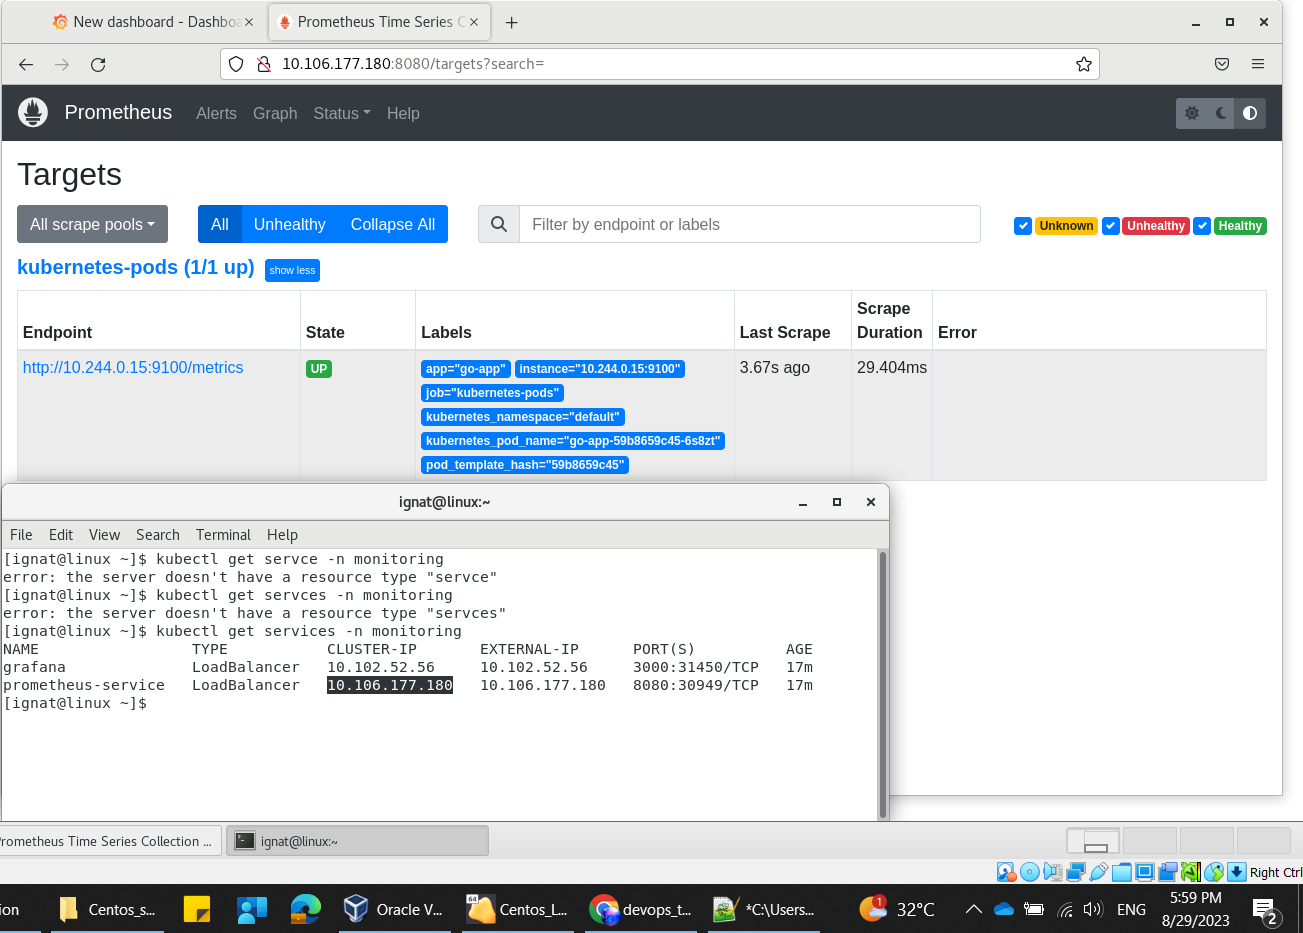 New dashboard - Dashbo
Prometheus Time Series C
10.106.177.180:8080/targets?search=
Prometheus Alerts Graph Status Help
Targets
All scrape pools All Unhealthy Collapse All Filter by endpoint or labels Unknown Unhealthy Healthy
kubernetes-pods (1/1 up) show less
Endpoint State Labels Last Scrape Scrape Duration Error
http://10.244.0.15:9100/metrics UP app="go-app" instance="10.244.0.15:9100" 3.67s ago 29.404ms
job="kubernetes-pods"
kubernetes_namespace="default"
kubernetes_pod_name="go-app-59b8659c45-6s8zt"
pod_template_hash="59b8659c45"
ignat@linux:~
File Edit View Search Terminal Help
[ignat@linux ~]$ kubectl get servce -n monitoring
error: the server doesn't have a resource type "servce"
[ignat@linux ~]$ kubectl get servces -n monitoring
error: the server doesn't have a resource type "servces"
[ignat@linux ~]$ kubectl get services -n monitoring
NAME TYPE CLUSTER-IP EXTERNAL-IP PORT(S) AGE
grafana LoadBalancer 10.102.52.56 10.102.52.56 3000:31450/TCP 17m
prometheus-service LoadBalancer 10.106.177.180 10.106.177.180 8080:30949/TCP 17m
[ignat@linux ~]$
rometheus Time Series Collection ... ignat@linux:~
Right Ctrl
ion Centos_s... Oracle V... 64 Centos_L... devops_t... *C:\Users... 1 32°C ENG 5:59 PM
8/29/2023 2